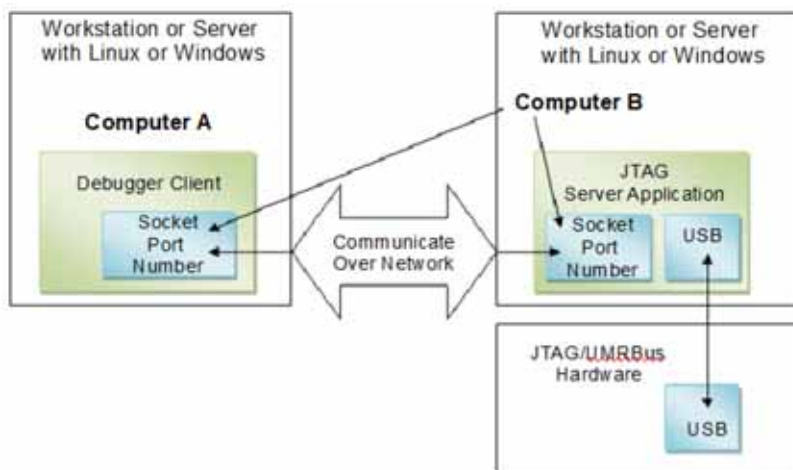 Workstation or Server
with Linux or Windows
Computer A
Debugger Client
Socket
Port
Number
Communicate
Over Network
Workstation or Server
with Linux or Windows
Computer B
JTAG
Server Application
Socket
Port
Number
USB
JTAG/UMRBus
Hardware
USB